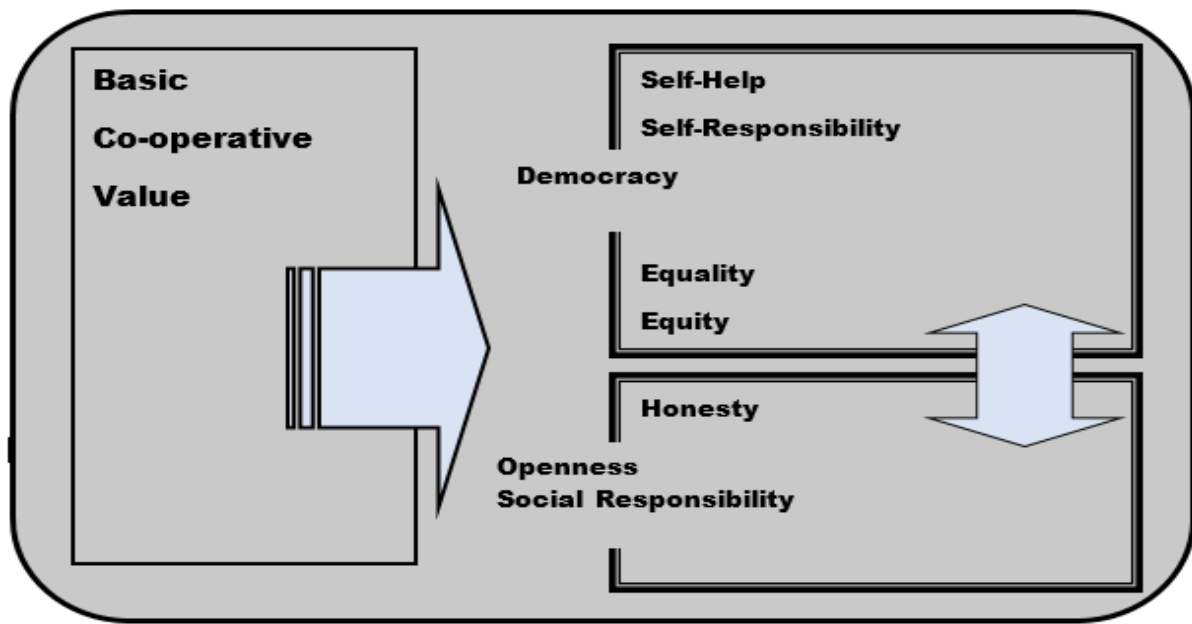 Basic
Co-operative
Value
Self-Help
Self-Responsibility
Democracy
Equality
Equity
Honesty
Openness
Social Responsibility